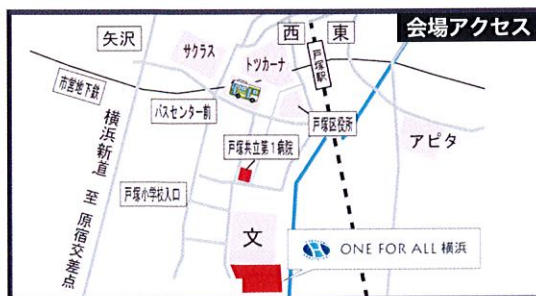 会場アクセス
西
東
矢沢
サクラス
トツカーナ
戸塚駅
市営地下鉄
バスセンター前
戸塚区役所
アピタ
横浜新道 至 原宿交差点
戸塚共立第1病院
戸塚小学校入口
文
ONE FOR ALL 横浜